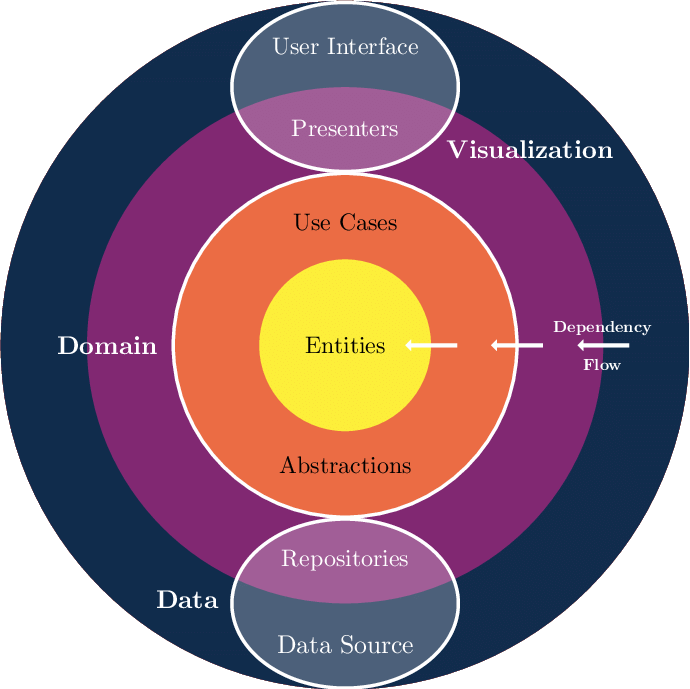 User Interface
Presenters
Visualization
Use Cases
Dependency
Domain
Entities
Flow
Abstractions
Repositories
Data
Data Source